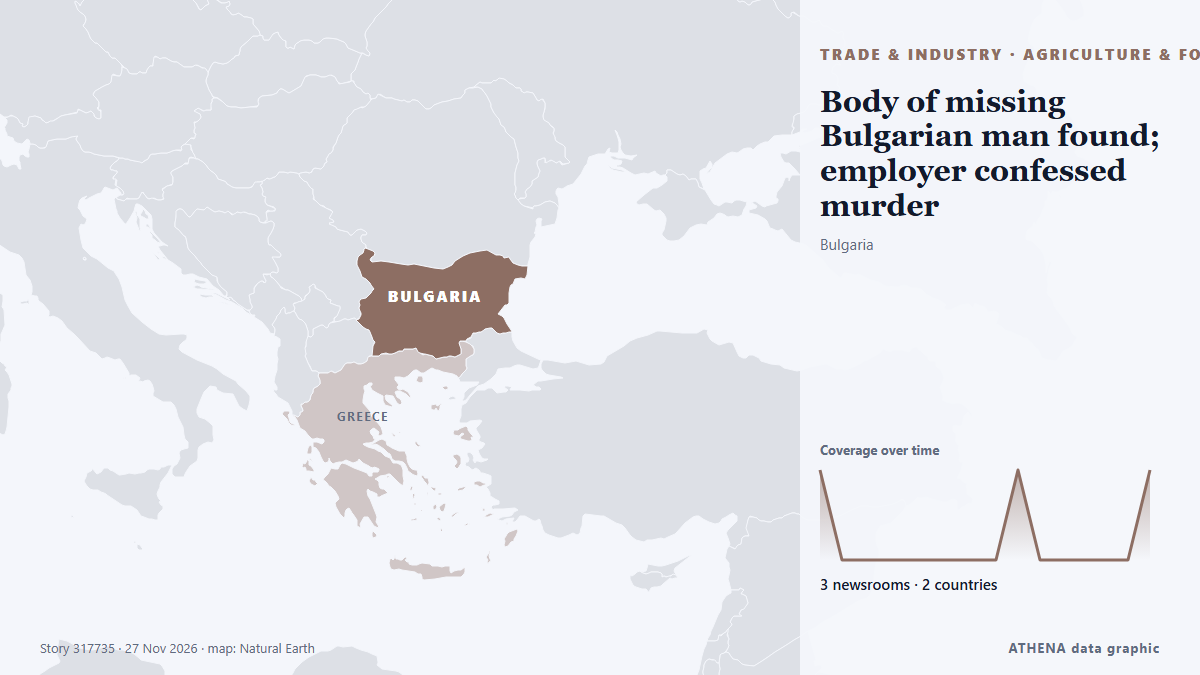 TRADE & INDUSTRY · AGRICULTURE & FO
Body of missing
Bulgarian man found;
employer confessed
murder
Bulgaria
BULGARIA
GREECE
Coverage over time
3 newsrooms · 2 countries
Story 317735 · 27 Nov 2026 · map: Natural Earth
ATHENA data graphic